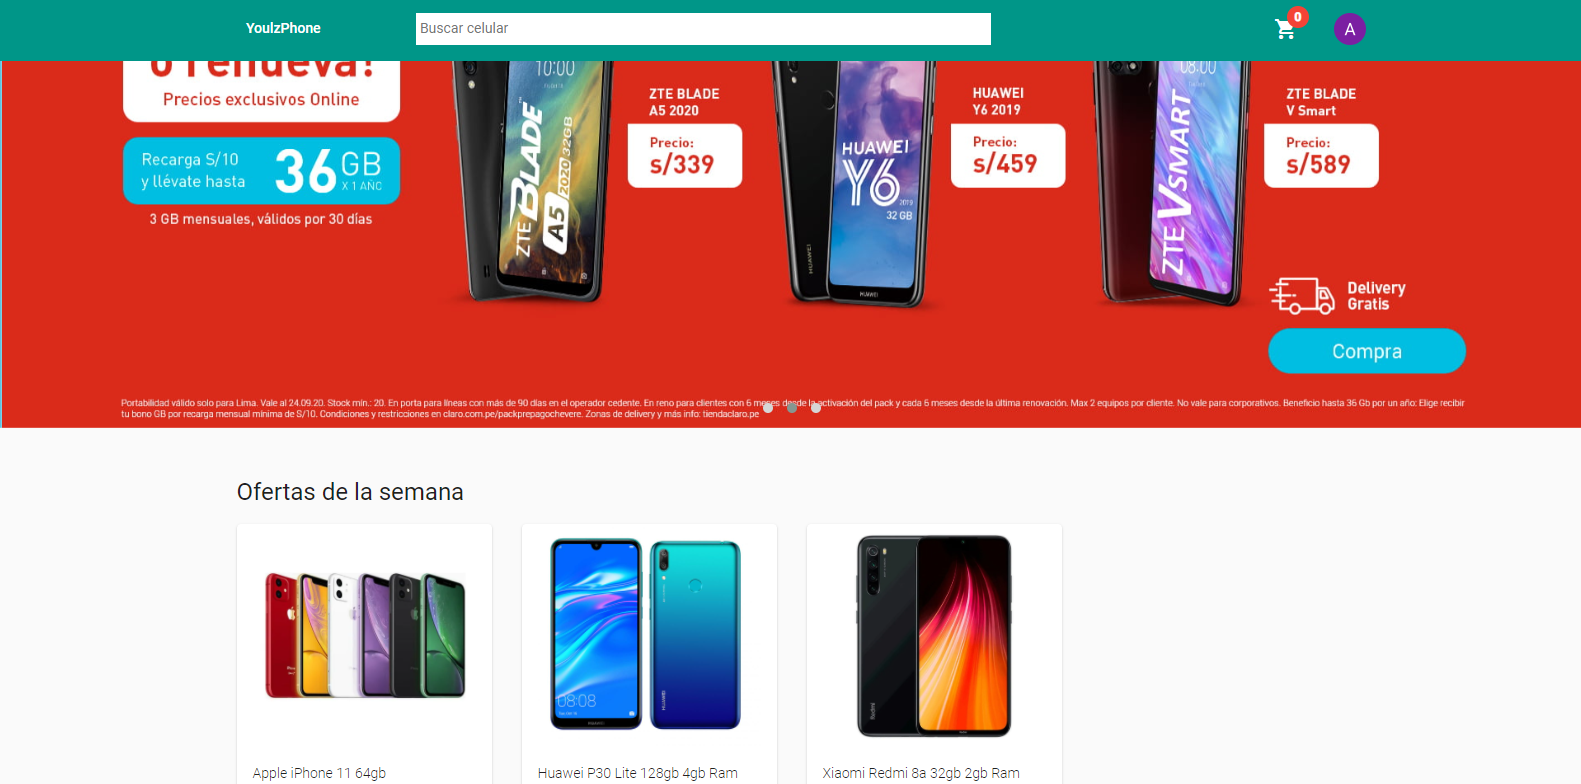 YoulzPhone
Buscar celular
0
A
o renueva!
Precios exclusivos Online
Recarga S/10
y llévate hasta
36 GB
X 1 AÑO
3 GB mensuales, válidos por 30 días
10:00
ZTE BLADE
A5 2020 32GB
ZTE BLADE
A5 2020
Precio:
s/339
HUAWEI
Y6
2019
32 GB
HUAWEI
HUAWEI
HUAWEI
Y6 2019
Precio:
s/459
08:00
ZTE VSMART
ZTE BLADE
V Smart
Precio:
s/589
Delivery
Gratis
Compra
Portabilidad válido solo para Lima. Vale al 24.09.20. Stock mín.: 20. En porta para líneas con más de 90 días en el operador cedente. En reno para clientes con 6 meses desde la activación del pack y cada 6 meses desde la última renovación. Max 2 equipos por cliente. No vale para corporativos. Beneficio hasta 36 Gb por un año: Elige recibir
tu bono GB por recarga mensual mínima de S/10. Condiciones y restricciones en claro.com.pe/packprepagochevere. Zonas de delivery y más info: tiendaclaro.pe
Ofertas de la semana
08:08
HUAWEI
HUAWEI
Redmi
Apple iPhone 11 64gb
Huawei P30 Lite 128gb 4gb Ram
Xiaomi Redmi 8a 32gb 2gb Ram